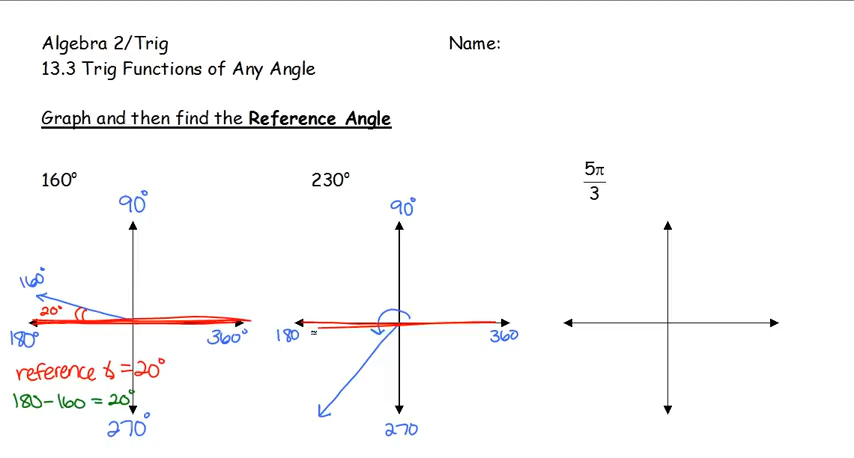 Algebra 2/Trig
Name:
13.3 Trig Functions of Any Angle
Graph and then find the Reference Angle
160°
230°
5π
3
90°
90°
160°
20°
180°
360°
180
360
reference ∡ = 20°
180-160 = 20°
270°
270